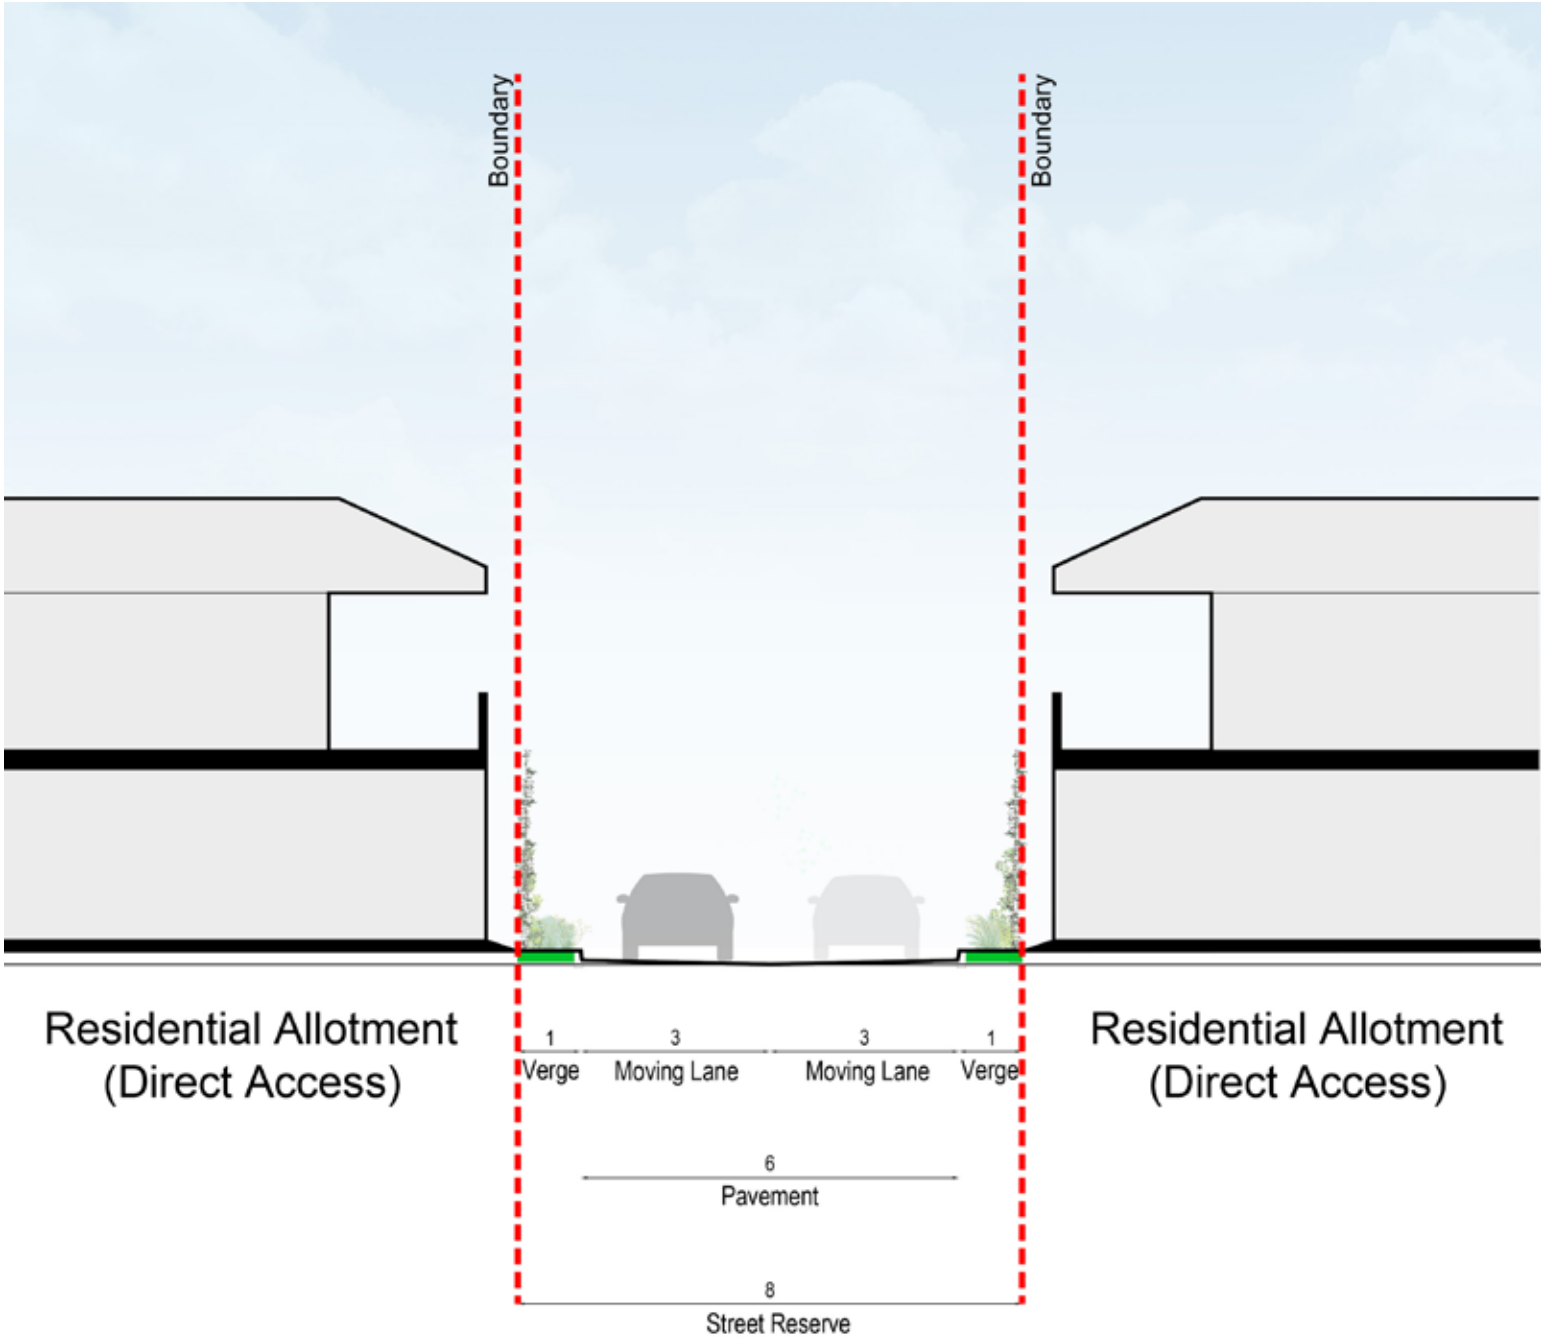 Boundary
Boundary
Residential Allotment
(Direct Access)
1
Verge
3
Moving Lane
3
Moving Lane
1
Verge
Residential Allotment
(Direct Access)
6
Pavement
8
Street Reserve